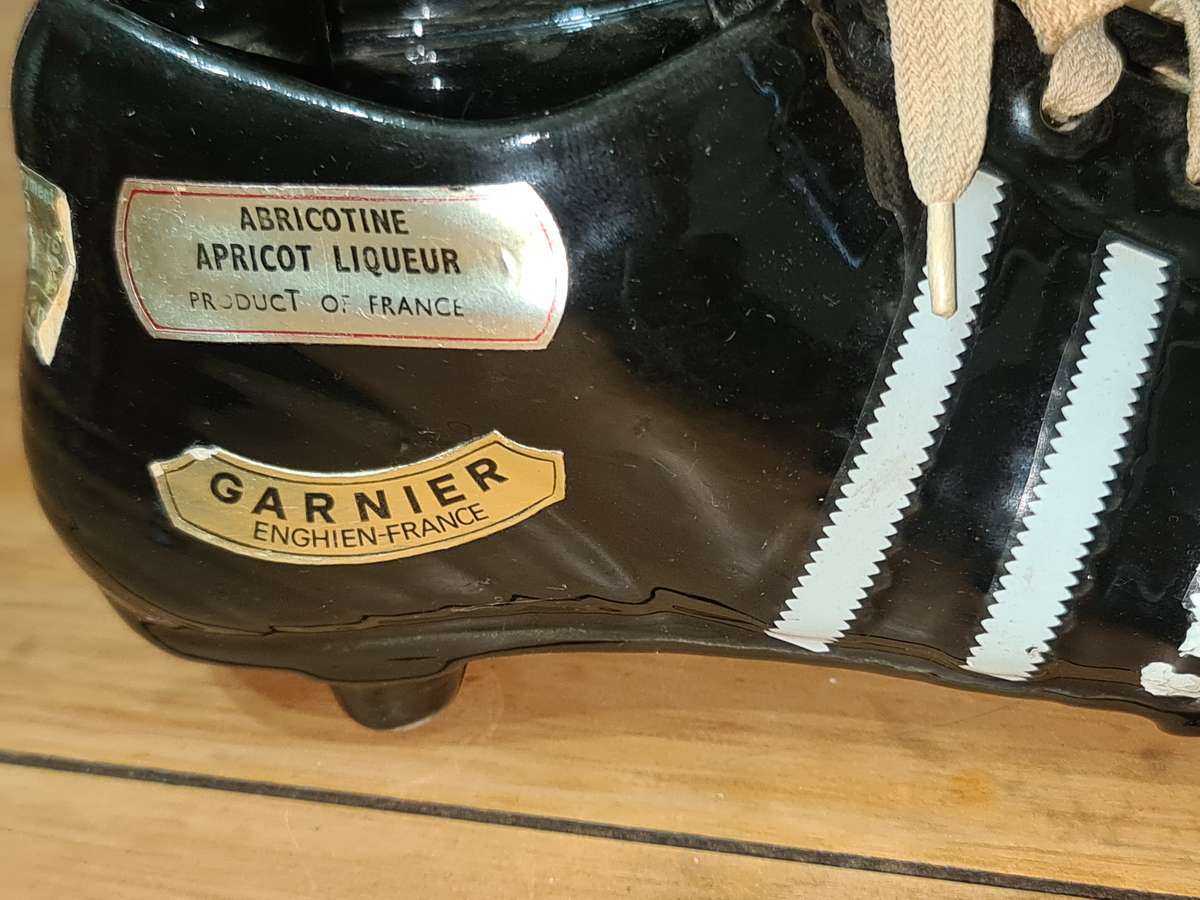 ABRICOTINE
APRICOT LIQUEUR
PRODUCT OF FRANCE
GARNIER
ENGHIEN-FRANCE